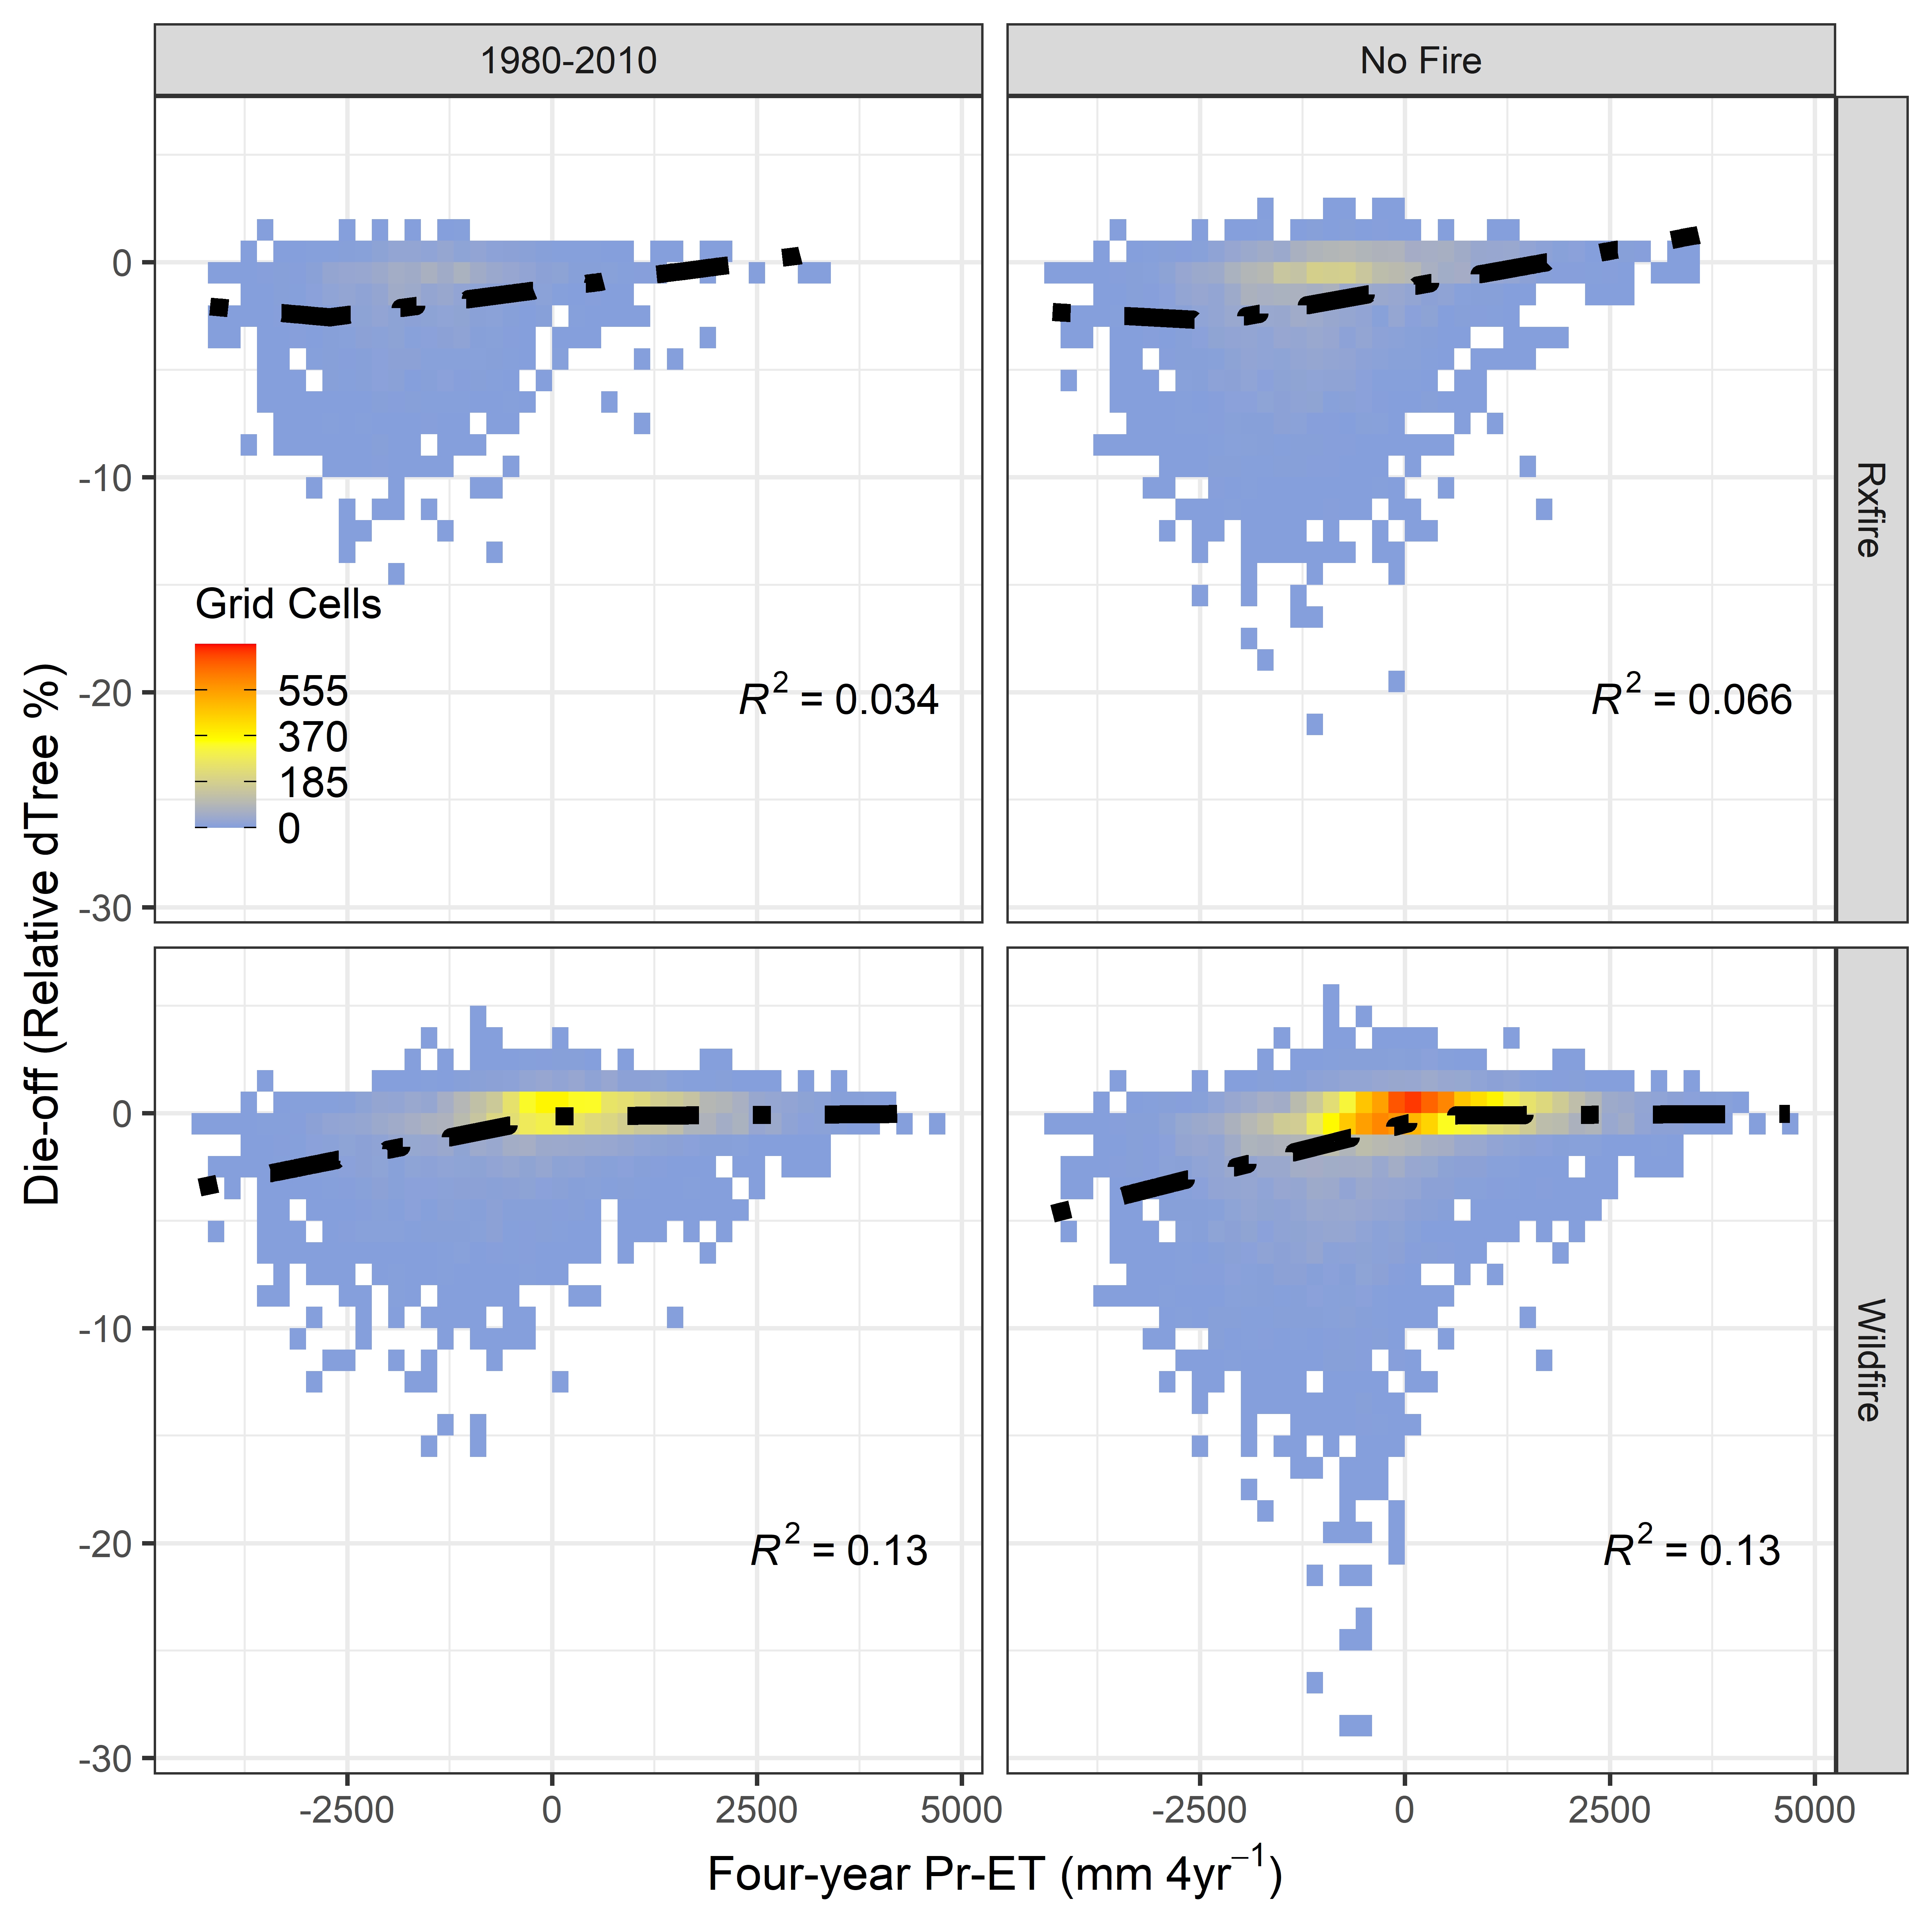 1980-2010
No Fire
Rxfire
0
-10
-20
-30
Grid Cells
555
370
185
0
R² = 0.034
R² = 0.066
Die-off (Relative dTree %)
Wildfire
0
-10
-20
-30
R² = 0.13
R² = 0.13
-2500 0 2500 5000
-2500 0 2500 5000
Four-year Pr-ET (mm 4yr⁻¹)